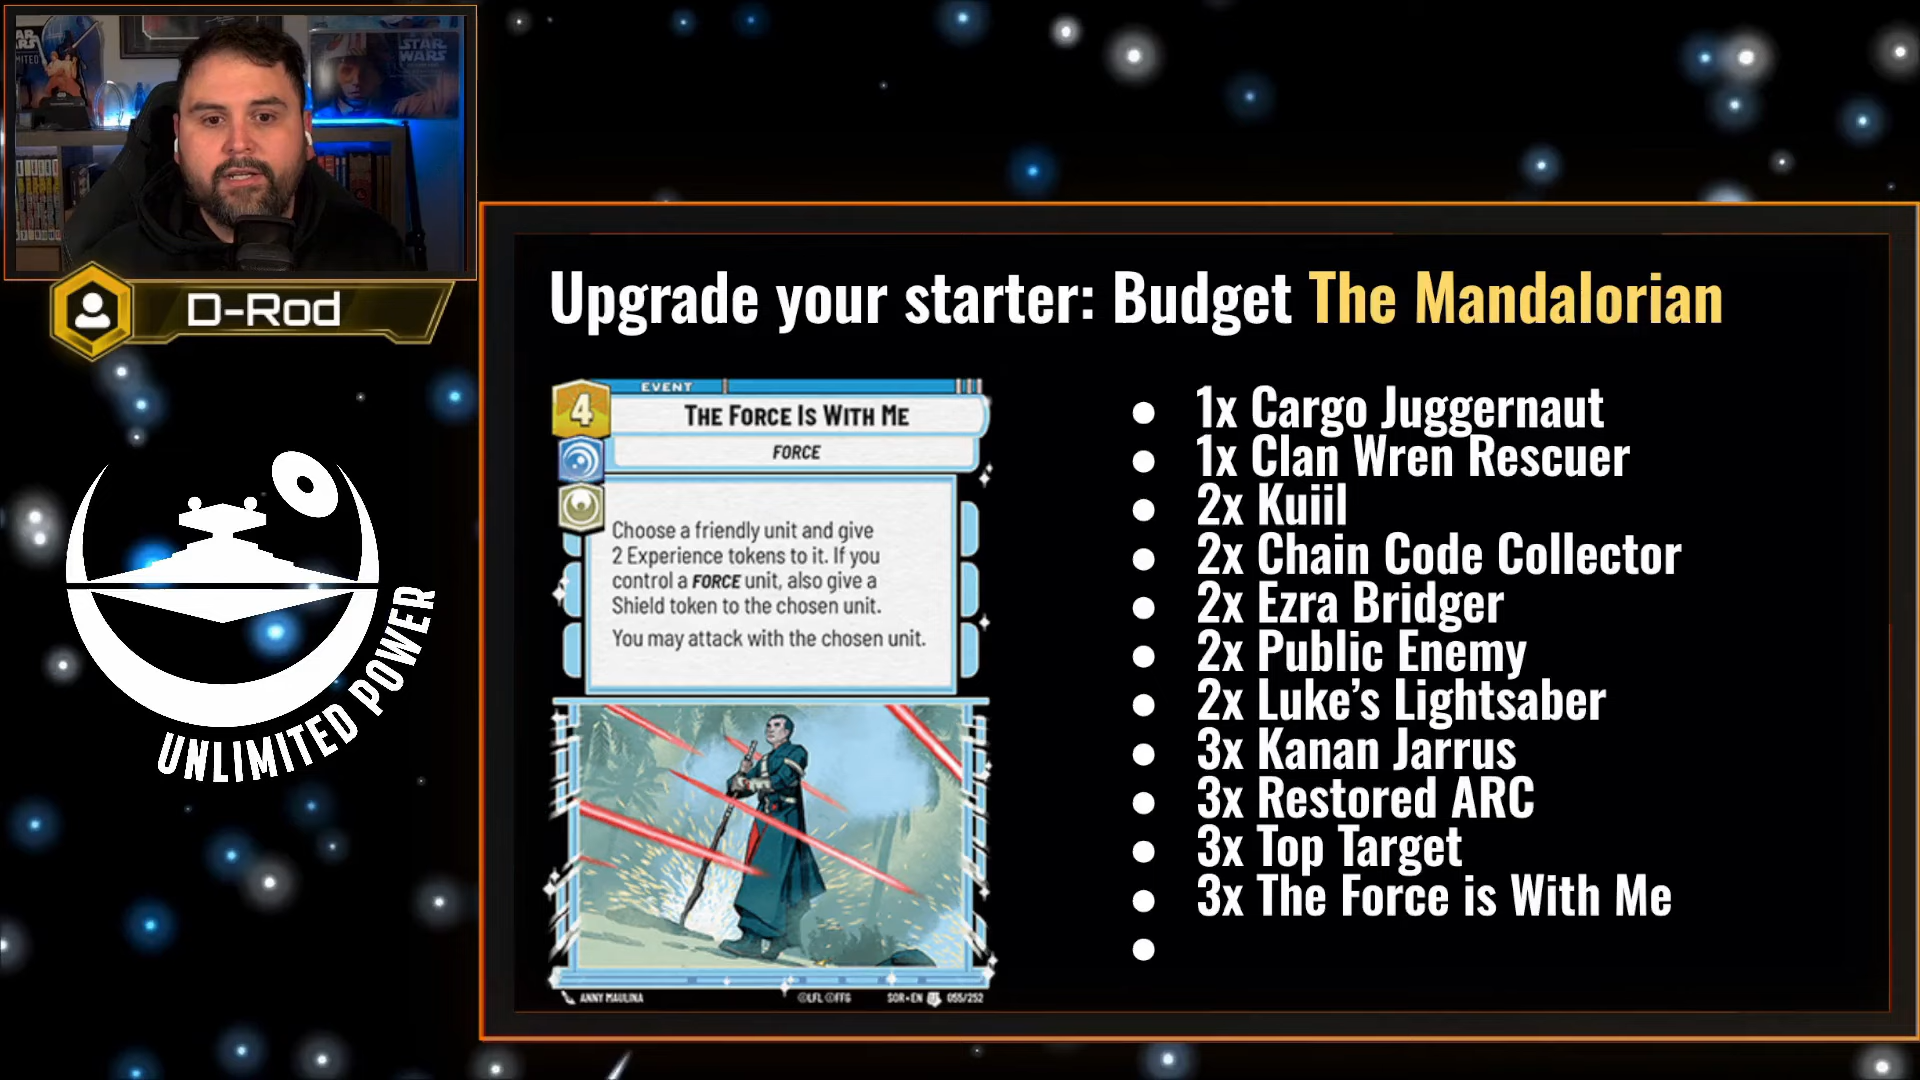 STAR
WARS
D-Rod
UNLIMITED POWER
Upgrade your starter: Budget The Mandalorian
EVENT
4
THE FORCE IS WITH ME
FORCE
Choose a friendly unit and give
2 Experience tokens to it. If you
control a FORCE unit, also give a
Shield token to the chosen unit.
You may attack with the chosen unit.
ANNY MAULINA
©LFL ©FFG
SOR • EN
055/252
1x Cargo Juggernaut
1x Clan Wren Rescuer
2x Kuiil
2x Chain Code Collector
2x Ezra Bridger
2x Public Enemy
2x Luke’s Lightsaber
3x Kanan Jarrus
3x Restored ARC
3x Top Target
3x The Force is With Me